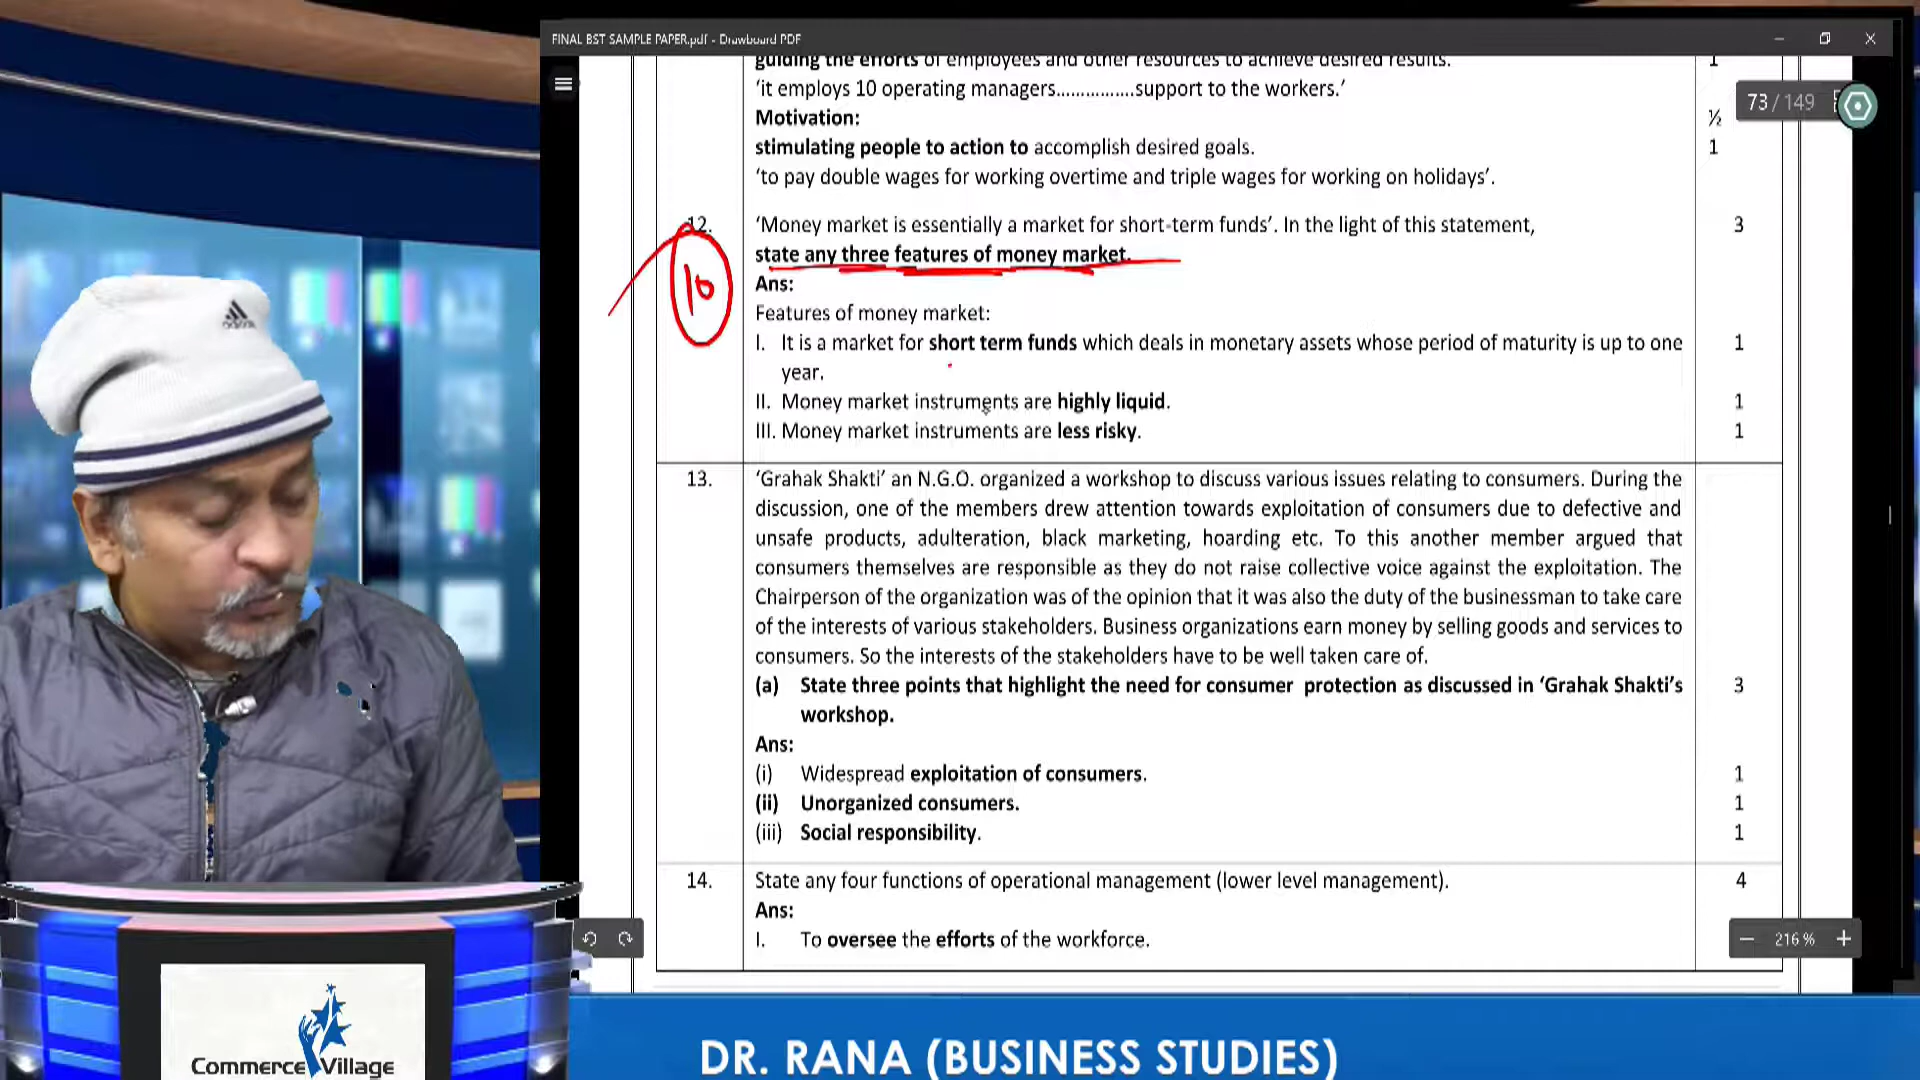 FINAL BST SAMPLE PAPER.pdf - Drawboard PDF
guiding the efforts of employees and other resources to achieve desired results. 1
‘it employs 10 operating managers……………support to the workers.’
73 / 149
Motivation: ½
stimulating people to action to accomplish desired goals. 1
‘to pay double wages for working overtime and triple wages for working on holidays’.
12. ‘Money market is essentially a market for short-term funds’. In the light of this statement, 3
state any three features of money market.
10
Ans:
Features of money market:
I. It is a market for short term funds which deals in monetary assets whose period of maturity is up to one 1
year.
II. Money market instruments are highly liquid. 1
III. Money market instruments are less risky. 1
13. ‘Grahak Shakti’ an N.G.O. organized a workshop to discuss various issues relating to consumers. During the
discussion, one of the members drew attention towards exploitation of consumers due to defective and
unsafe products, adulteration, black marketing, hoarding etc. To this another member argued that
consumers themselves are responsible as they do not raise collective voice against the exploitation. The
Chairperson of the organization was of the opinion that it was also the duty of the businessman to take care
of the interests of various stakeholders. Business organizations earn money by selling goods and services to
consumers. So the interests of the stakeholders have to be well taken care of.
(a) State three points that highlight the need for consumer protection as discussed in ‘Grahak Shakti’s 3
workshop.
Ans:
(i) Widespread exploitation of consumers. 1
(ii) Unorganized consumers. 1
(iii) Social responsibility. 1
14. State any four functions of operational management (lower level management). 4
Ans:
I. To oversee the efforts of the workforce.
216 %
adidas
Commerce Village
DR. RANA (BUSINESS STUDIES)